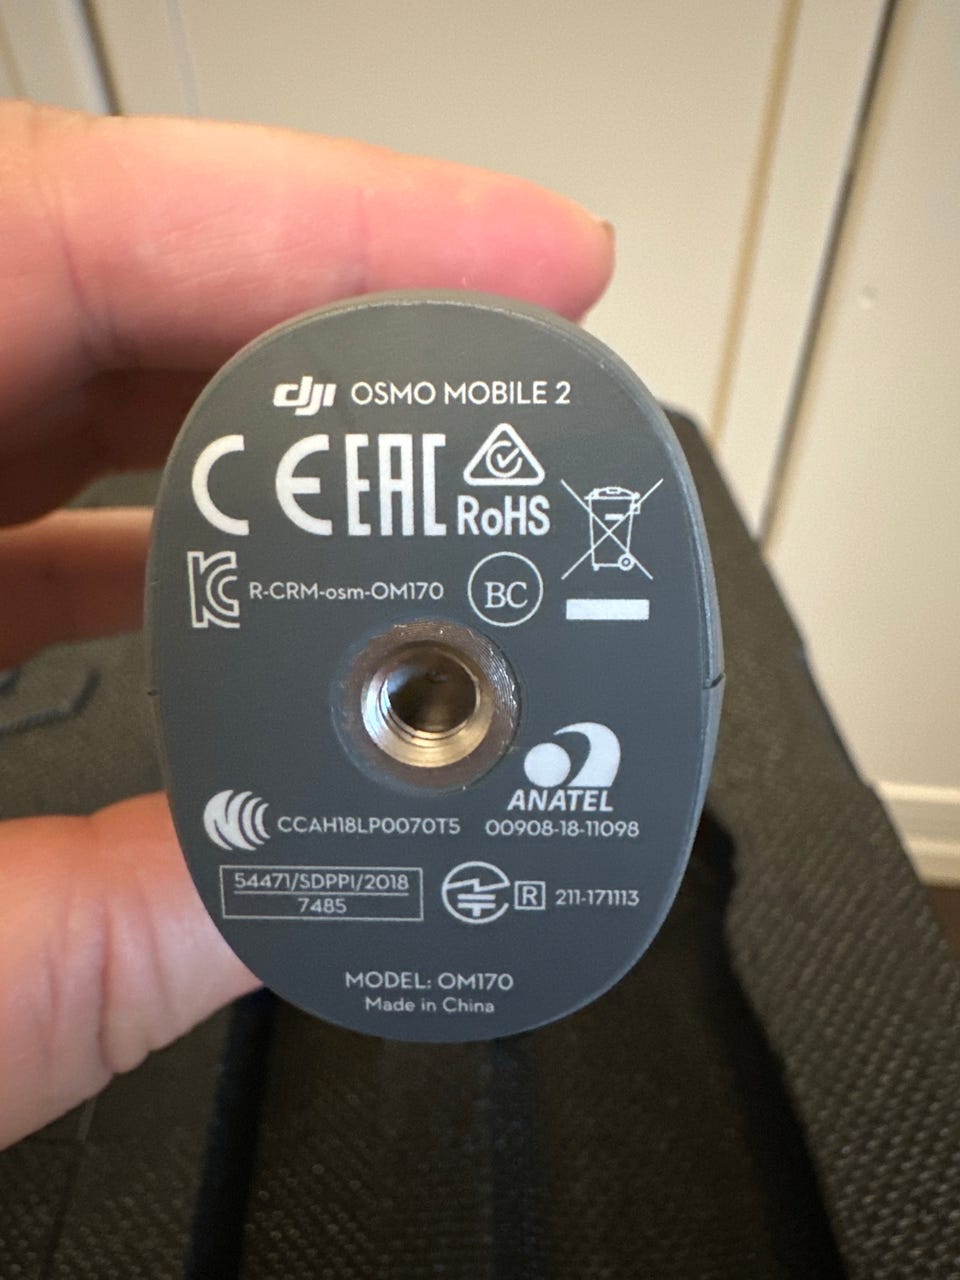 dji OSMO MOBILE 2
CE EAC RoHS
R-CRM-osm-OM170 BC
ANATEL
CCAH18LP0070T5 00908-18-11098
54471/SDPPI/2018
7485
R 211-171113
MODEL: OM170
Made in China